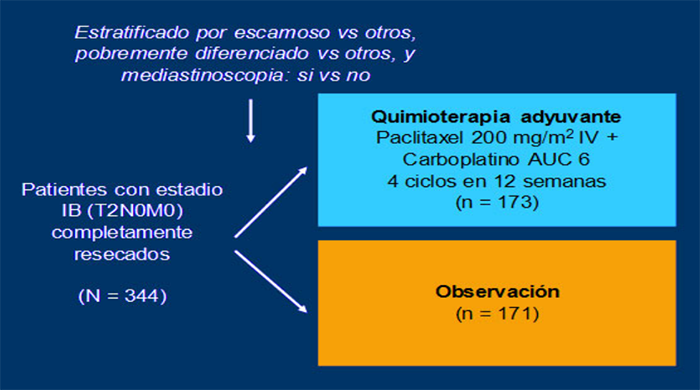 Estratificado por escamoso vs otros,
pobremente diferenciado vs otros, y
mediastinoscopia: si vs no
Quimioterapia adyuvante
Paclitaxel 200 mg/m² IV +
Carboplatino AUC 6
4 ciclos en 12 semanas
(n = 173)
Patientes con estadio
IB (T2N0M0)
completamente
resecados
(N = 344)
Observación
(n = 171)